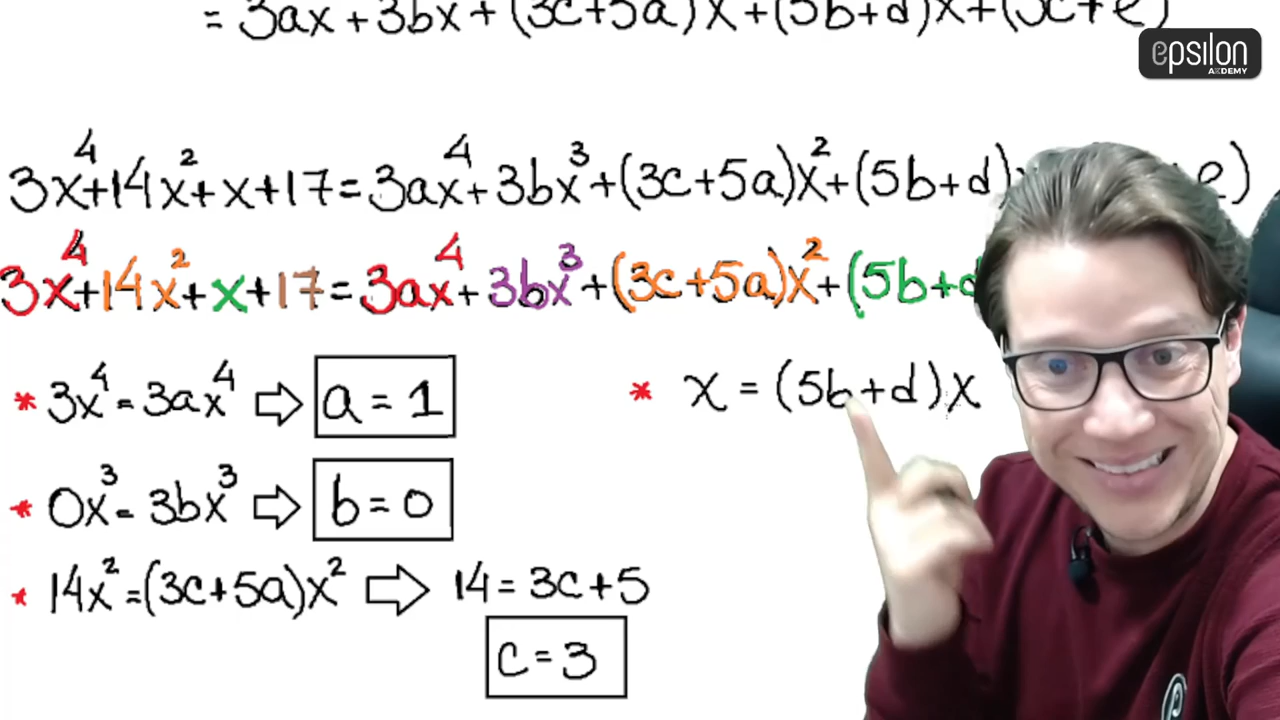 = 3ax + 3bx + (3c+5a)x + (5b+d)x + (5c+e)
epsilon
AXDEMY
3x⁴+14x²+x+17=3ax⁴+3bx³+(3c+5a)x²+(5b+d) e)
3x⁴+14x²+x+17=3ax⁴+3bx³+(3c+5a)x²+(5b+d
* 3x⁴=3ax⁴ ⇨ a=1
* x = (5b+d)x
* 0x³=3bx³ ⇨ b=0
* 14x²=(3c+5a)x² ⇨ 14=3c+5
c=3